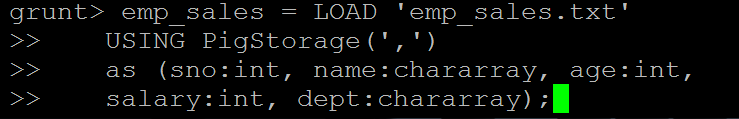 grunt> emp_sales = LOAD 'emp_sales.txt'
>>    USING PigStorage(',')
>>    as (sno:int, name:chararray, age:int,
>>    salary:int, dept:chararray);